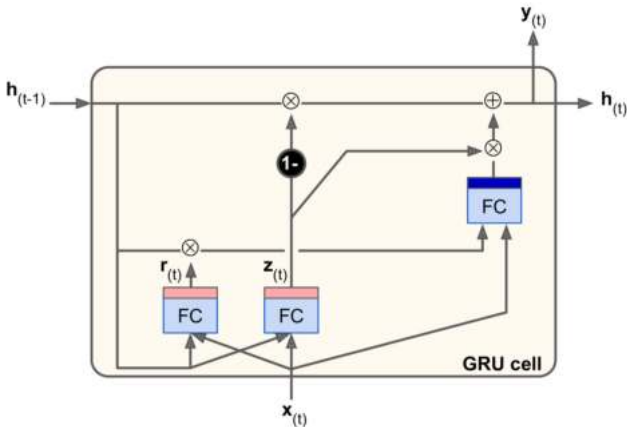 y(t)
h(t-1)
h(t)
1-
FC
r(t)
z(t)
FC
FC
GRU cell
x(t)